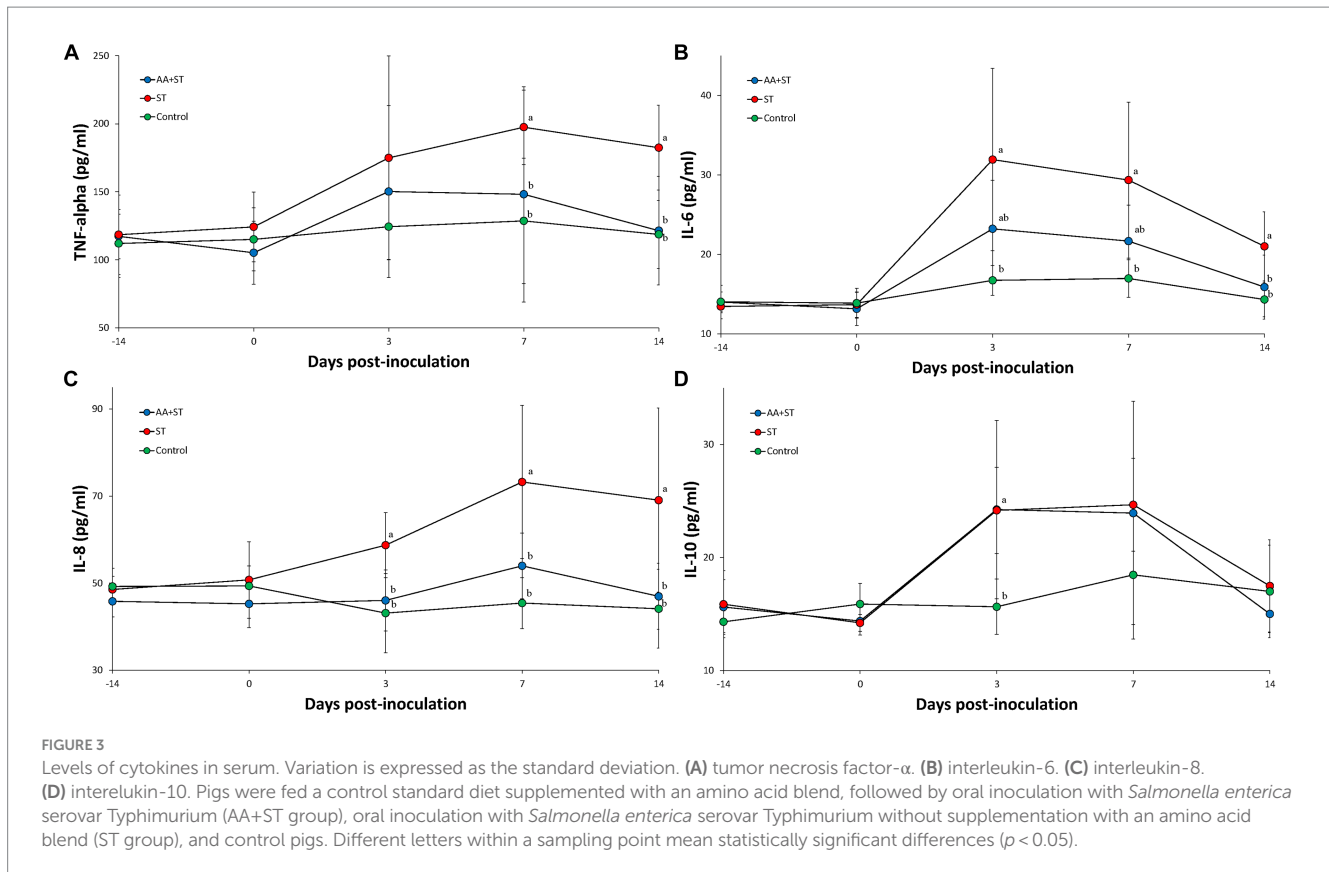 A
250
200
150
100
50
TNF-alpha (pg/ml)
AA+ST
ST
Control
a
a
b
b
b
b
-14 0 3 7 14
Days post-inoculation
B
40
30
20
10
IL-6 (pg/ml)
AA+ST
ST
Control
a
a
a
ab
ab
b
b
b
b
-14 0 3 7 14
Days post-inoculation
C
90
70
50
30
IL-8 (pg/ml)
AA+ST
ST
Control
a
a
a
b
b
b
b
b
b
-14 0 3 7 14
Days post-inoculation
D
30
20
10
IL-10 (pg/ml)
AA+ST
ST
Control
a
b
-14 0 3 7 14
Days post-inoculation
FIGURE 3
Levels of cytokines in serum. Variation is expressed as the standard deviation. (A) tumor necrosis factor-α. (B) interleukin-6. (C) interleukin-8.
(D) interelukin-10. Pigs were fed a control standard diet supplemented with an amino acid blend, followed by oral inoculation with Salmonella enterica
serovar Typhimurium (AA+ST group), oral inoculation with Salmonella enterica serovar Typhimurium without supplementation with an amino acid
blend (ST group), and control pigs. Different letters within a sampling point mean statistically significant differences (p < 0.05).